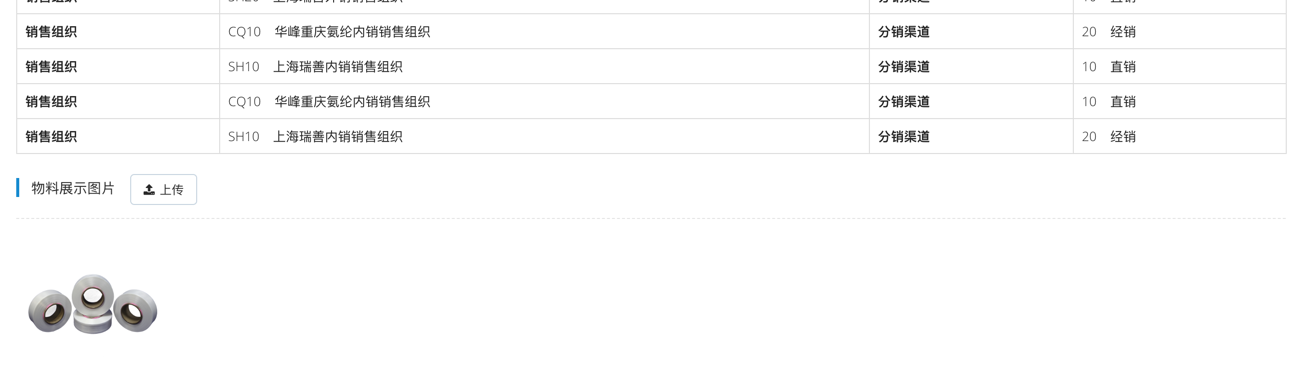 销售组织 CQ10 华峰重庆氨纶内销销售组织 分销渠道 20 经销
销售组织 SH10 上海瑞善内销销售组织 分销渠道 10 直销
销售组织 CQ10 华峰重庆氨纶内销销售组织 分销渠道 10 直销
销售组织 SH10 上海瑞善内销销售组织 分销渠道 20 经销
物料展示图片 上传